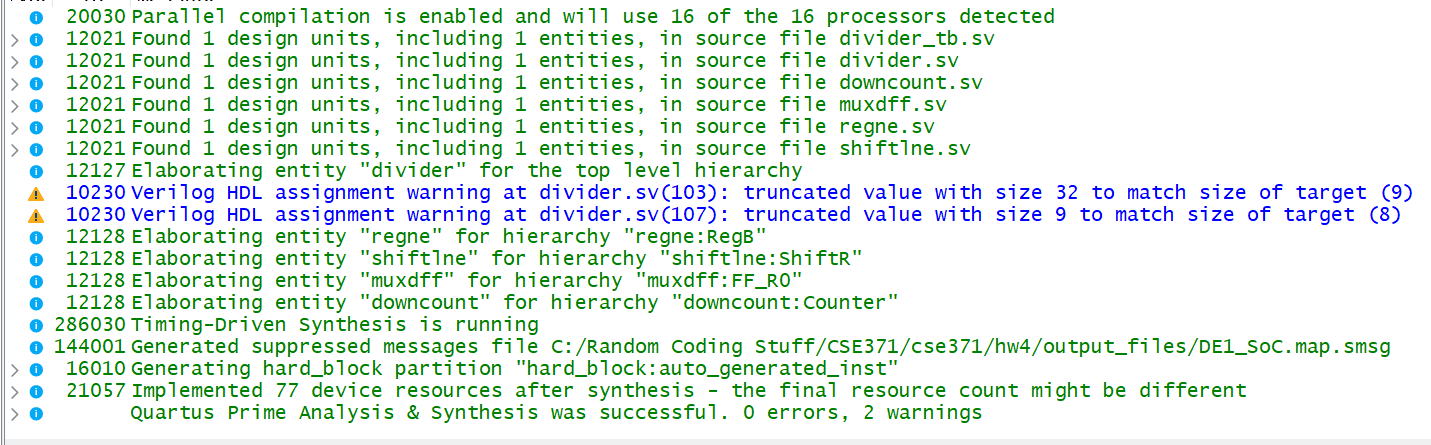 20030 Parallel compilation is enabled and will use 16 of the 16 processors detected
12021 Found 1 design units, including 1 entities, in source file divider_tb.sv
12021 Found 1 design units, including 1 entities, in source file divider.sv
12021 Found 1 design units, including 1 entities, in source file downcount.sv
12021 Found 1 design units, including 1 entities, in source file muxdff.sv
12021 Found 1 design units, including 1 entities, in source file regne.sv
12021 Found 1 design units, including 1 entities, in source file shiftlne.sv
12127 Elaborating entity "divider" for the top level hierarchy
10230 Verilog HDL assignment warning at divider.sv(103): truncated value with size 32 to match size of target (9)
10230 Verilog HDL assignment warning at divider.sv(107): truncated value with size 9 to match size of target (8)
12128 Elaborating entity "regne" for hierarchy "regne:RegB"
12128 Elaborating entity "shiftlne" for hierarchy "shiftlne:ShiftR"
12128 Elaborating entity "muxdff" for hierarchy "muxdff:FF_R0"
12128 Elaborating entity "downcount" for hierarchy "downcount:Counter"
286030 Timing-Driven Synthesis is running
144001 Generated suppressed messages file C:/Random Coding Stuff/CSE371/cse371/hw4/output_files/DE1_SoC.map.smsg
16010 Generating hard_block partition "hard_block:auto_generated_inst"
21057 Implemented 77 device resources after synthesis - the final resource count might be different
Quartus Prime Analysis & Synthesis was successful. 0 errors, 2 warnings